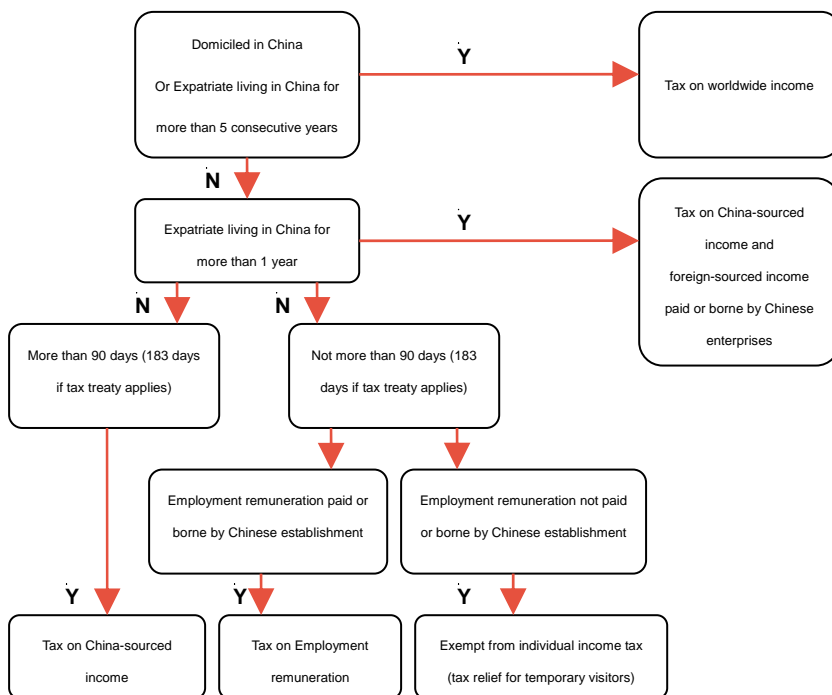 Domiciled in China
Or Expatriate living in China for
more than 5 consecutive years
Y
Tax on worldwide income
N
Expatriate living in China for
more than 1 year
Y
Tax on China-sourced
income and
foreign-sourced income
paid or borne by Chinese
enterprises
N
N
More than 90 days (183 days
if tax treaty applies)
Not more than 90 days (183
days if tax treaty applies)
Employment remuneration paid or
borne by Chinese establishment
Employment remuneration not paid
or borne by Chinese establishment
Y
Y
Y
Tax on China-sourced
income
Tax on Employment
remuneration
Exempt from individual income tax
(tax relief for temporary visitors)